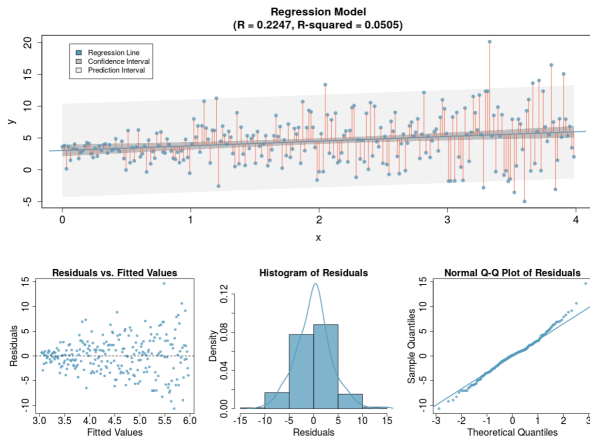 Regression Model
(R = 0.2247, R-squared = 0.0505)
20
15
10
5
0
-5
y
Regression Line
Confidence Interval
Prediction Interval
0 1 2 3 4
x
Residuals vs. Fitted Values
15
10
5
0
-5
-10
Residuals
3.0 3.5 4.0 4.5 5.0 5.5 6.0
Fitted Values
Histogram of Residuals
0.12
0.08
0.04
0.00
Density
-15 -10 -5 0 5 10 15
Residuals
Normal Q-Q Plot of Residuals
15
10
5
0
-5
-10
Sample Quantiles
-3 -2 -1 0 1 2 3
Theoretical Quantiles